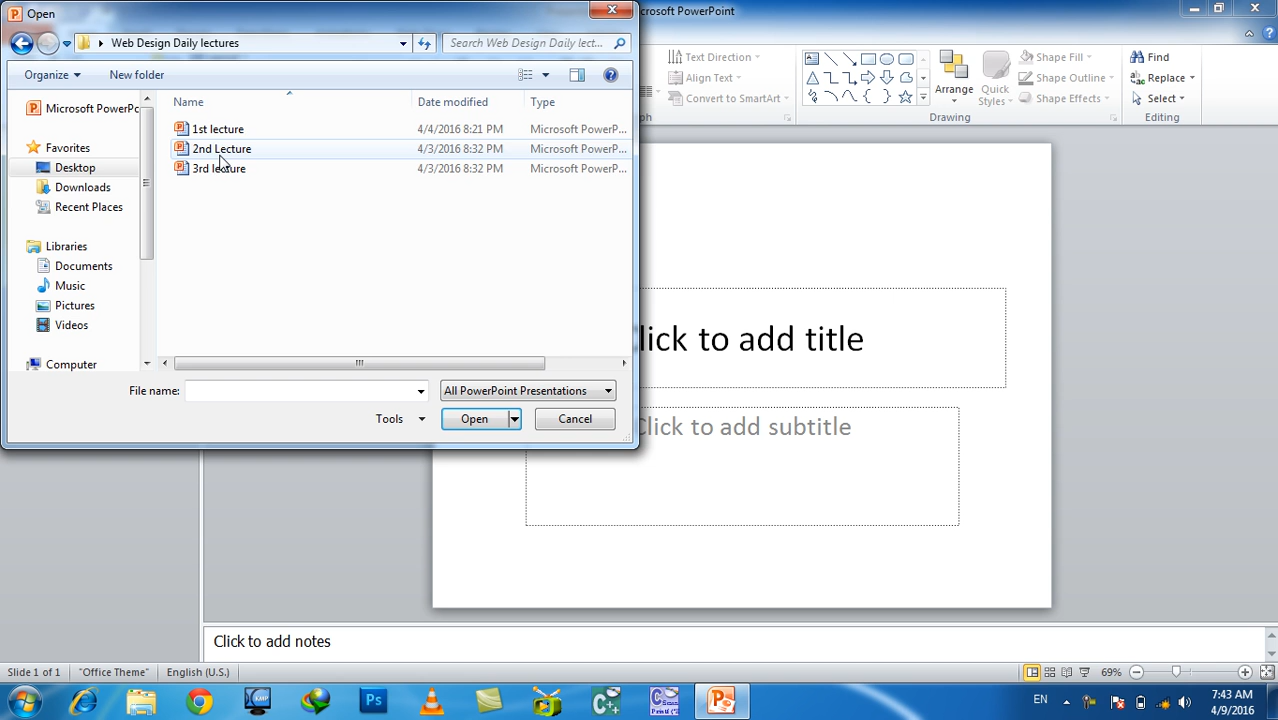 Open
crosoft PowerPoint
Web Design Daily lectures
Search Web Design Daily lect...
Organize
New folder
Name
Date modified
Type
Microsoft PowerPc
Favorites
Desktop
Downloads
Recent Places
Libraries
Documents
Music
Pictures
Videos
Computer
1st lecture 4/4/2016 8:21 PM Microsoft PowerP...
2nd Lecture 4/3/2016 8:32 PM Microsoft PowerP...
3rd lecture 4/3/2016 8:32 PM Microsoft PowerP...
File name:
All PowerPoint Presentations
Tools
Open
Cancel
Text Direction
Align Text
Convert to SmartArt
Arrange
Quick
Styles
Shape Fill
Shape Outline
Shape Effects
Drawing
Find
Replace
Select
Editing
lick to add title
Click to add subtitle
Click to add notes
Slide 1 of 1
"Office Theme"
English (U.S.)
69%
EN
7:43 AM
4/9/2016